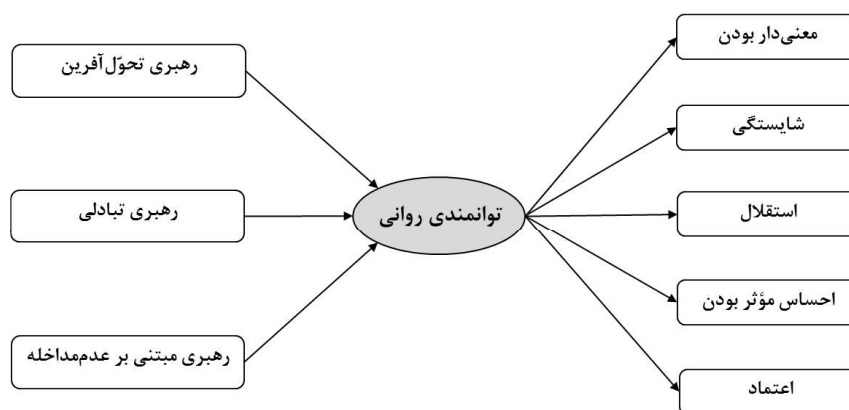 رهبری تحوّل‌آفرین
رهبری تبادلی
رهبری مبتنی بر عدم‌مداخله
توانمندی روانی
معنی‌دار بودن
شایستگی
استقلال
احساس مؤثر بودن
اعتماد